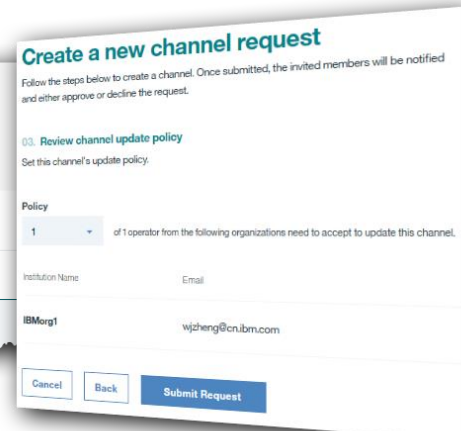 Create a new channel request
Follow the steps below to create a channel. Once submitted, the invited members will be notified
and either approve or decline the request.
03. Review channel update policy
Set this channel's update policy.
Policy
1 of 1 operator from the following organizations need to accept to update this channel.
Institution Name Email
IBMorg1 wjzheng@cn.ibm.com
Cancel Back Submit Request